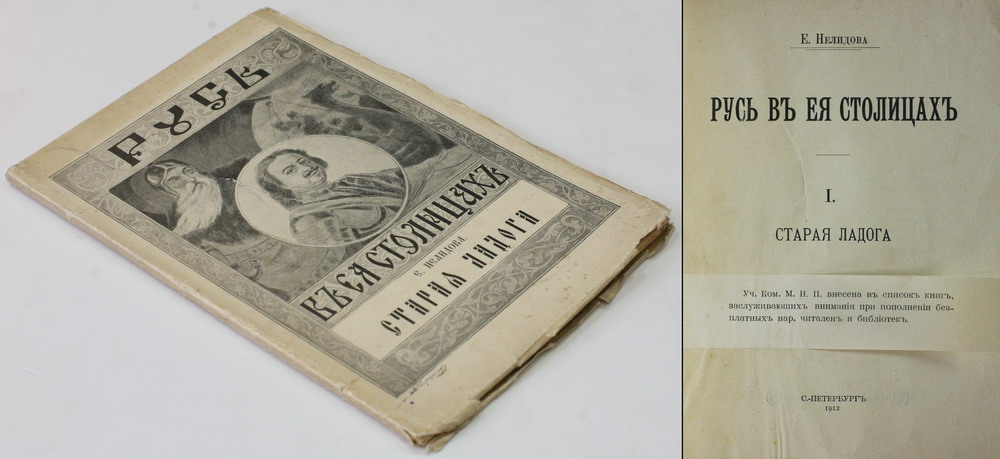 РУСЬ
ВЪ ЕЯ СТОЛИЦАХЪ
Е. НЕЛИДОВА.
СТАРАЯ ЛАДОГА
Е. НЕЛИДОВА
РУСЬ ВЪ ЕЯ СТОЛИЦАХЪ
I.
СТАРАЯ ЛАДОГА
Уч. Ком. М. Н. П. внесена въ список книгъ,
заслуживающихъ вниманія при пополненіи без-
платныхъ нар. читаленъ и библіотекъ.
С.-ПЕТЕРБУРГЪ
1912